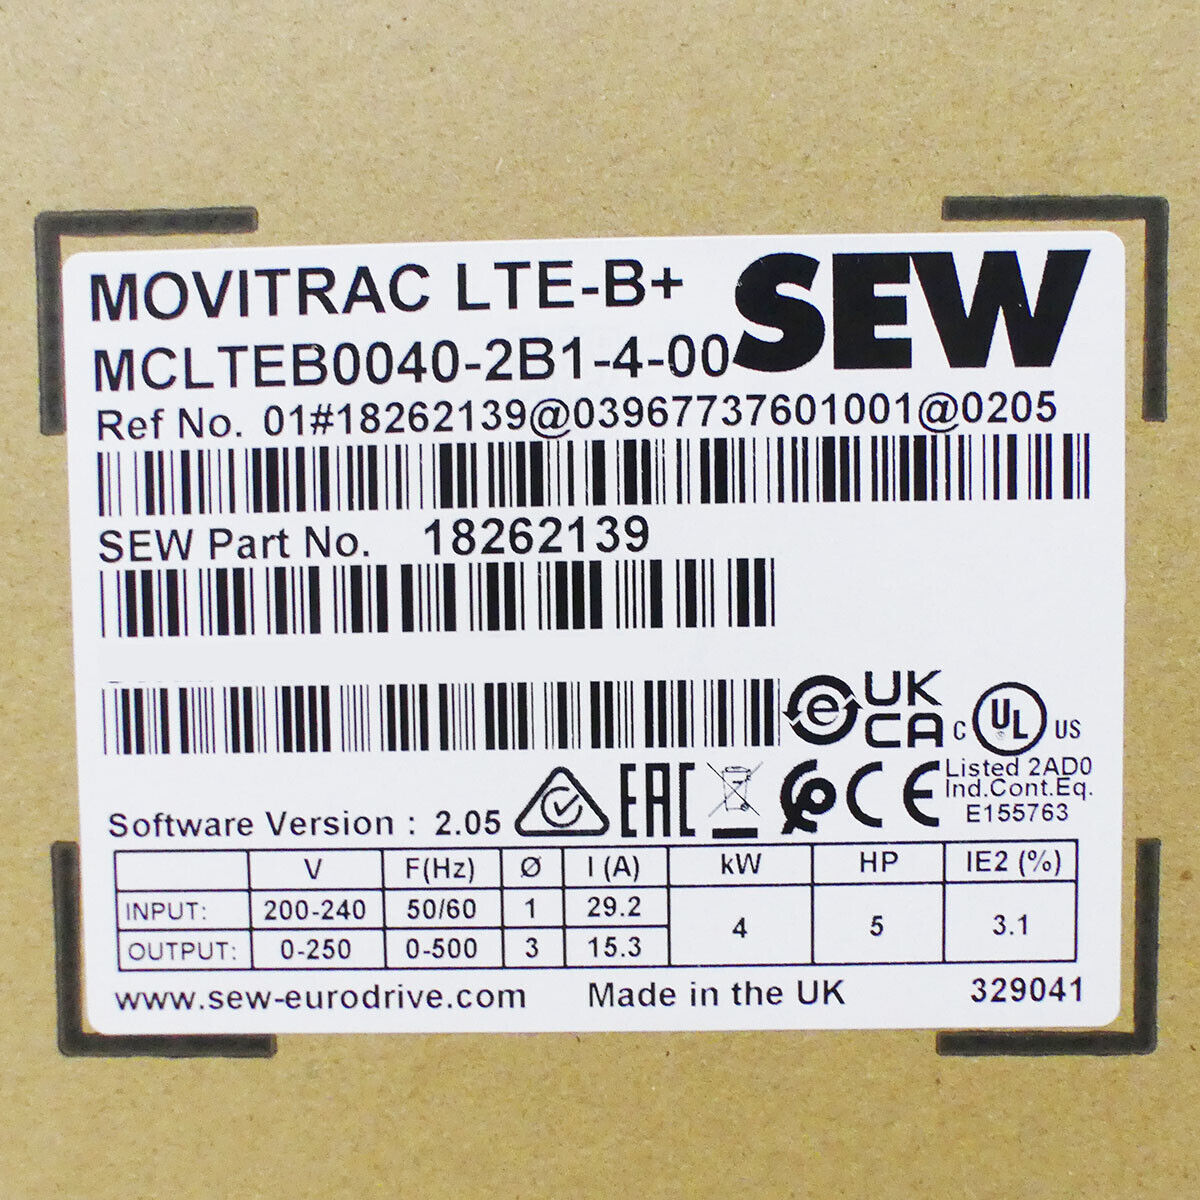 MOVITRAC LTE-B+ SEW
MCLTEB0040-2B1-4-00
Ref No. 01#18262139@03967737601001@0205
SEW Part No. 18262139
UK
CA
c UL US
Listed 2AD0
Ind.Cont.Eq.
E155763
Software Version : 2.05 EAC CE
V F(Hz) Ø I (A) kW HP IE2 (%)
INPUT: 200-240 50/60 1 29.2 4 5 3.1
OUTPUT: 0-250 0-500 3 15.3
www.sew-eurodrive.com Made in the UK 329041